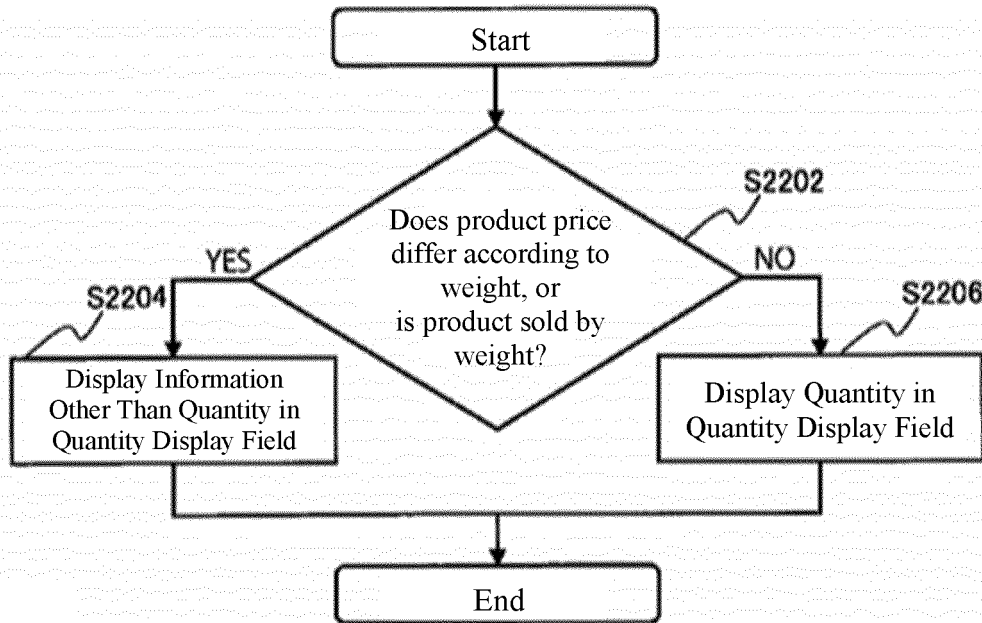 Start
S2202
Does product price
differ according to
weight, or
is product sold by
weight?
YES
NO
S2204
S2206
Display Information
Other Than Quantity in
Quantity Display Field
Display Quantity in
Quantity Display Field
End